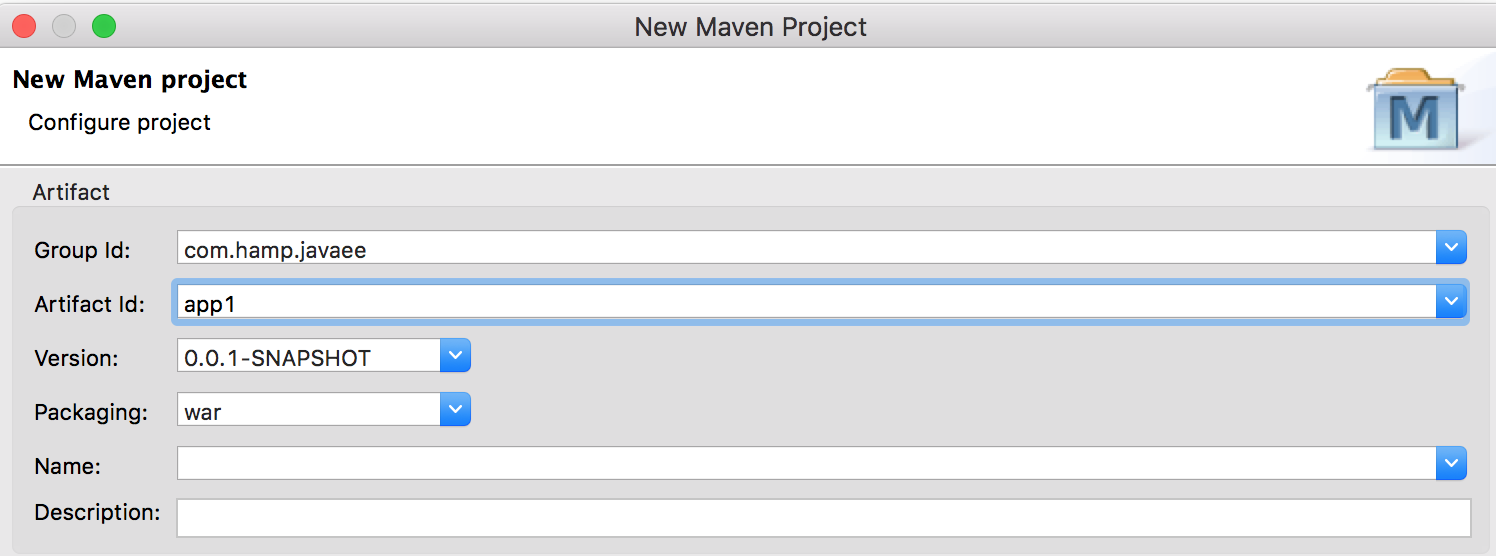 New Maven Project
New Maven project
Configure project
M
Artifact
Group Id: com.hamp.javaee
Artifact Id: app1
Version: 0.0.1-SNAPSHOT
Packaging: war
Name:
Description: